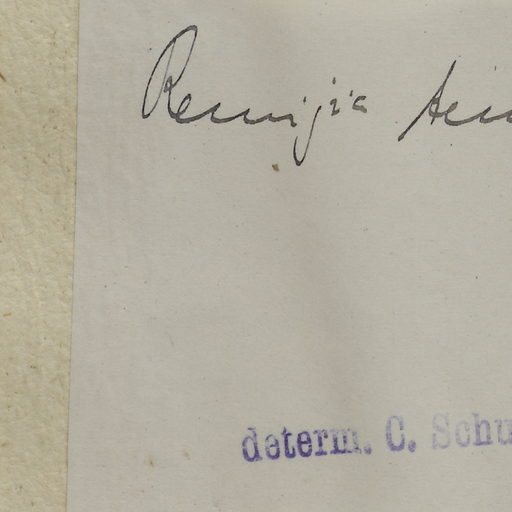 Remijia
determ. C. Schu